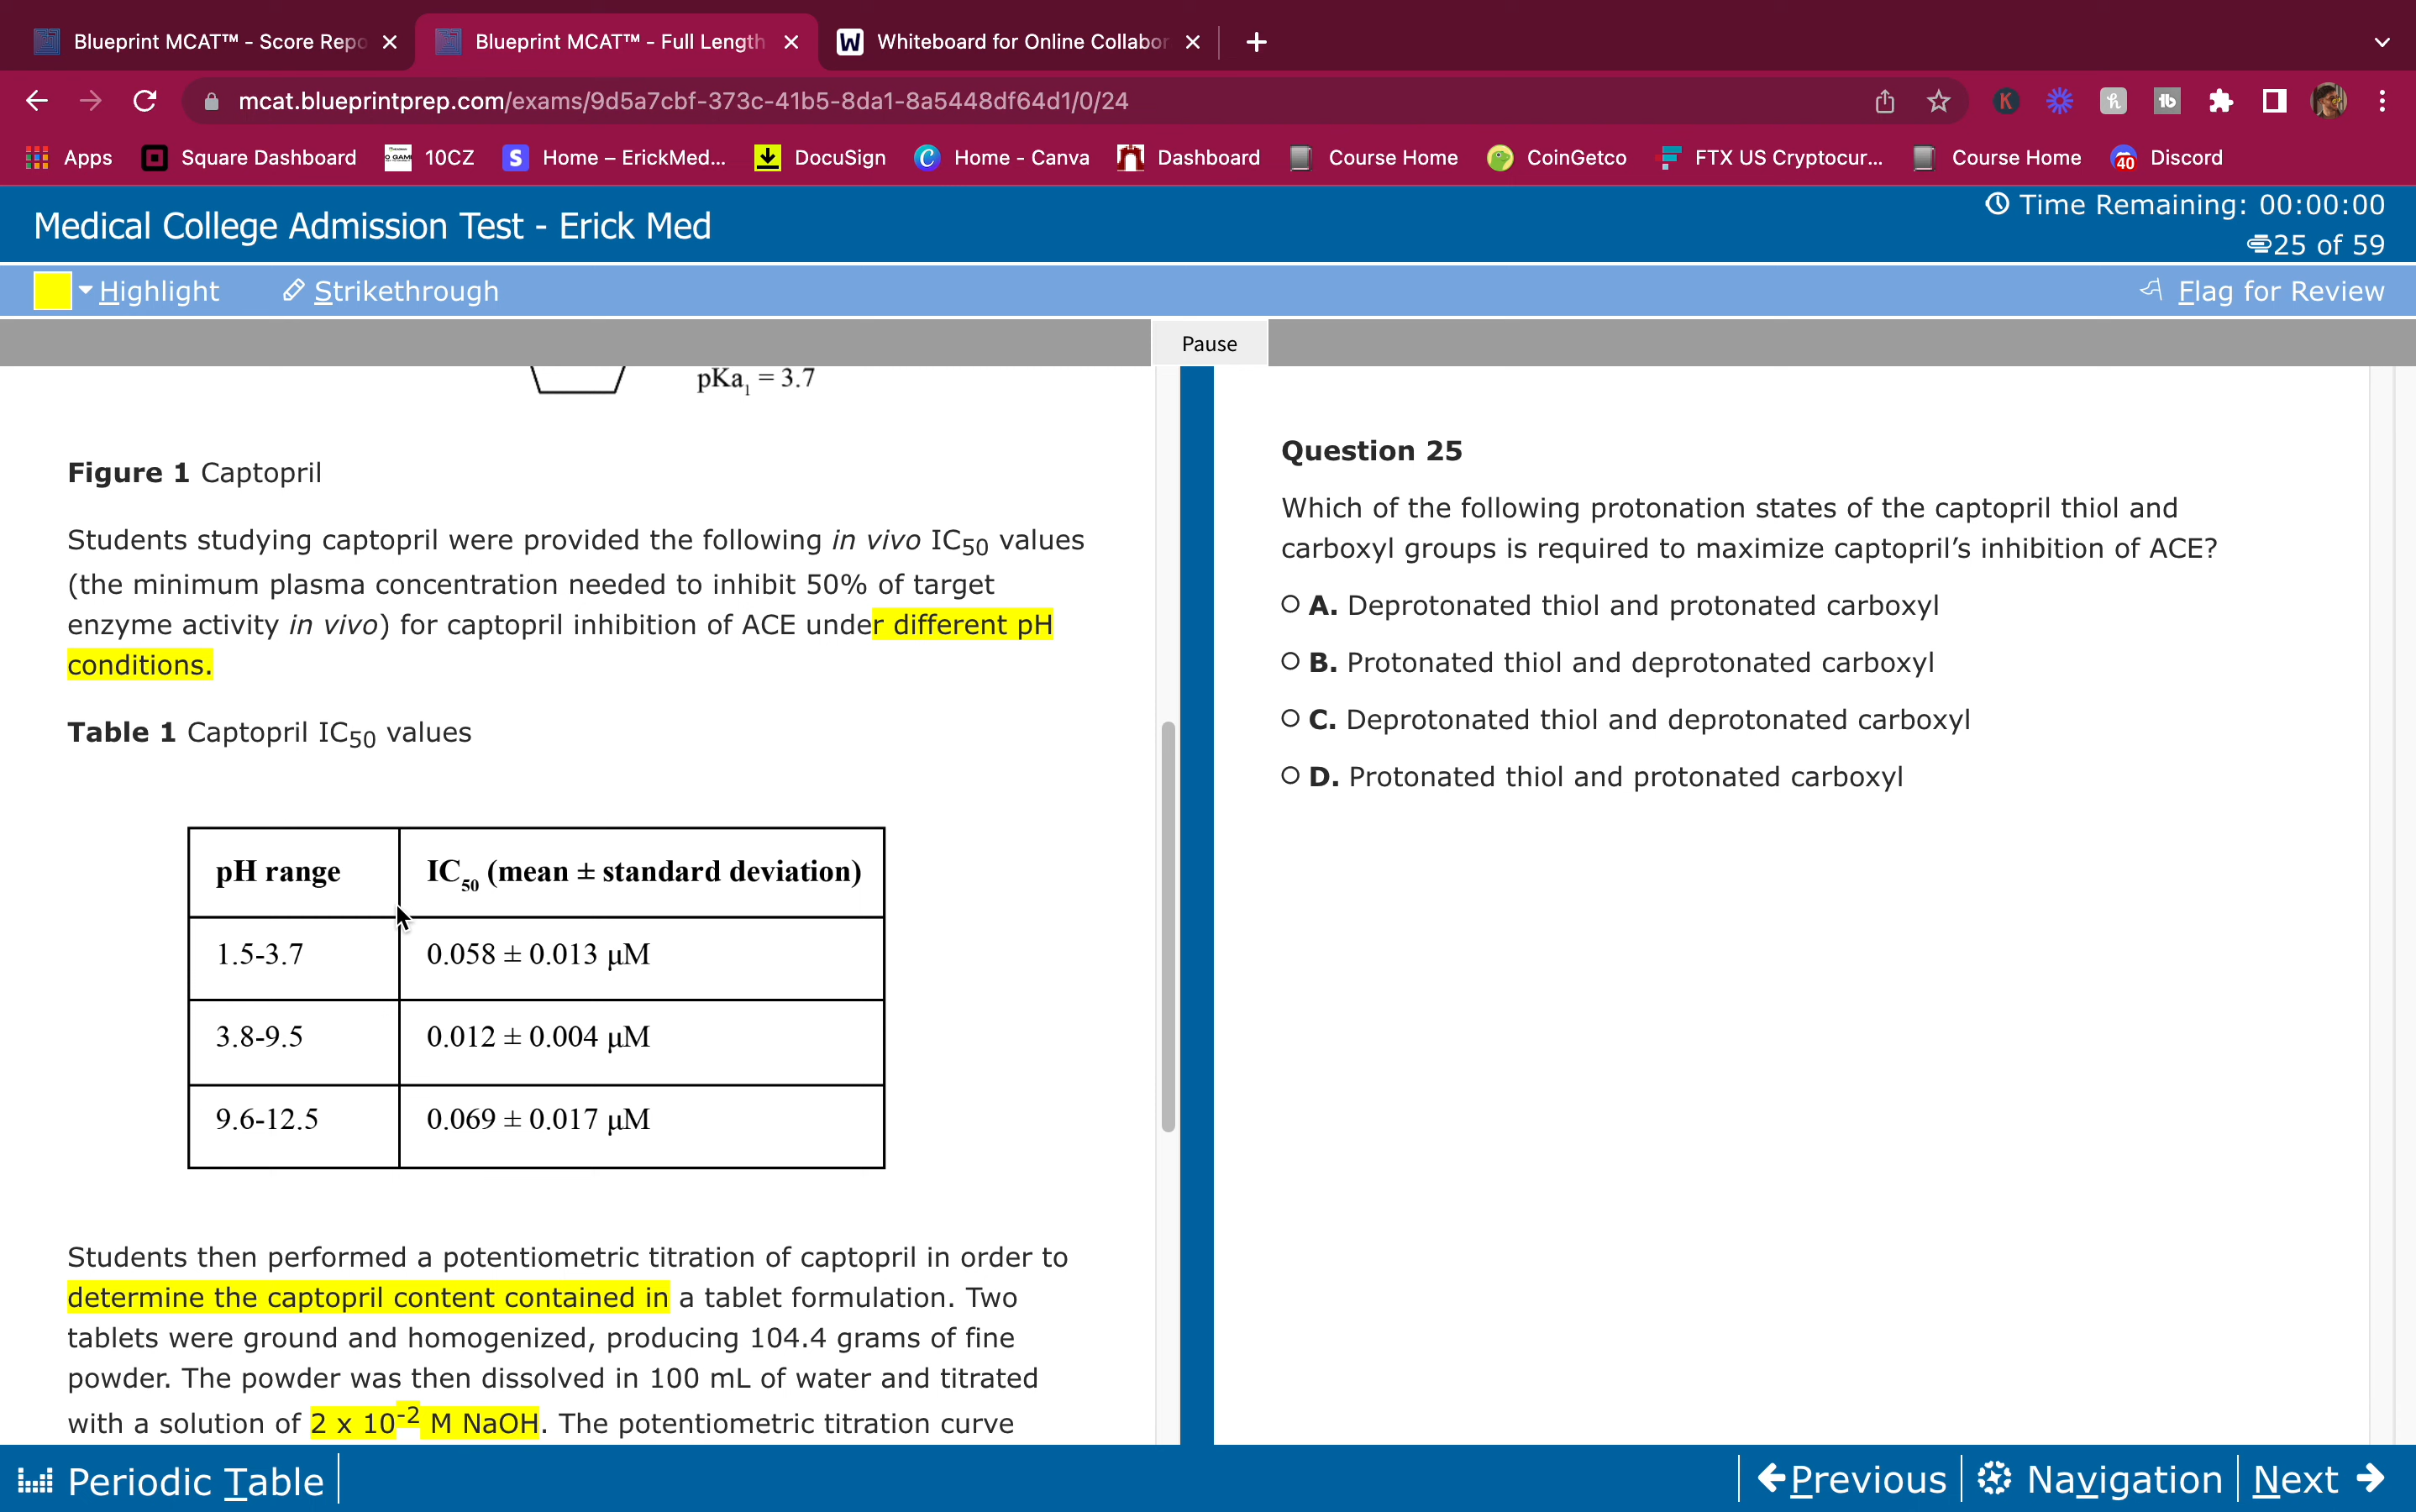 Blueprint MCAT™ - Score Repo
Blueprint MCAT™ - Full Length
Whiteboard for Online Collabor
mcat.blueprintprep.com/exams/9d5a7cbf-373c-41b5-8da1-8a5448df64d1/0/24
Apps
Square Dashboard
10CZ
Home – ErickMed...
DocuSign
Home - Canva
Dashboard
Course Home
CoinGetco
FTX US Cryptocur...
Course Home
40
Discord
Medical College Admission Test - Erick Med
Time Remaining: 00:00:00
25 of 59
Highlight
Strikethrough
Flag for Review
Pause
pKa₁ = 3.7
Figure 1 Captopril
Students studying captopril were provided the following in vivo IC50 values
(the minimum plasma concentration needed to inhibit 50% of target
enzyme activity in vivo) for captopril inhibition of ACE under different pH
conditions.
Table 1 Captopril IC50 values
pH range IC50 (mean ± standard deviation)
1.5-3.7 0.058 ± 0.013 μM
3.8-9.5 0.012 ± 0.004 μM
9.6-12.5 0.069 ± 0.017 μM
Students then performed a potentiometric titration of captopril in order to
determine the captopril content contained in a tablet formulation. Two
tablets were ground and homogenized, producing 104.4 grams of fine
powder. The powder was then dissolved in 100 mL of water and titrated
with a solution of 2 x 10⁻² M NaOH. The potentiometric titration curve
Question 25
Which of the following protonation states of the captopril thiol and
carboxyl groups is required to maximize captopril’s inhibition of ACE?
A. Deprotonated thiol and protonated carboxyl
B. Protonated thiol and deprotonated carboxyl
C. Deprotonated thiol and deprotonated carboxyl
D. Protonated thiol and protonated carboxyl
Periodic Table
Previous
Navigation
Next